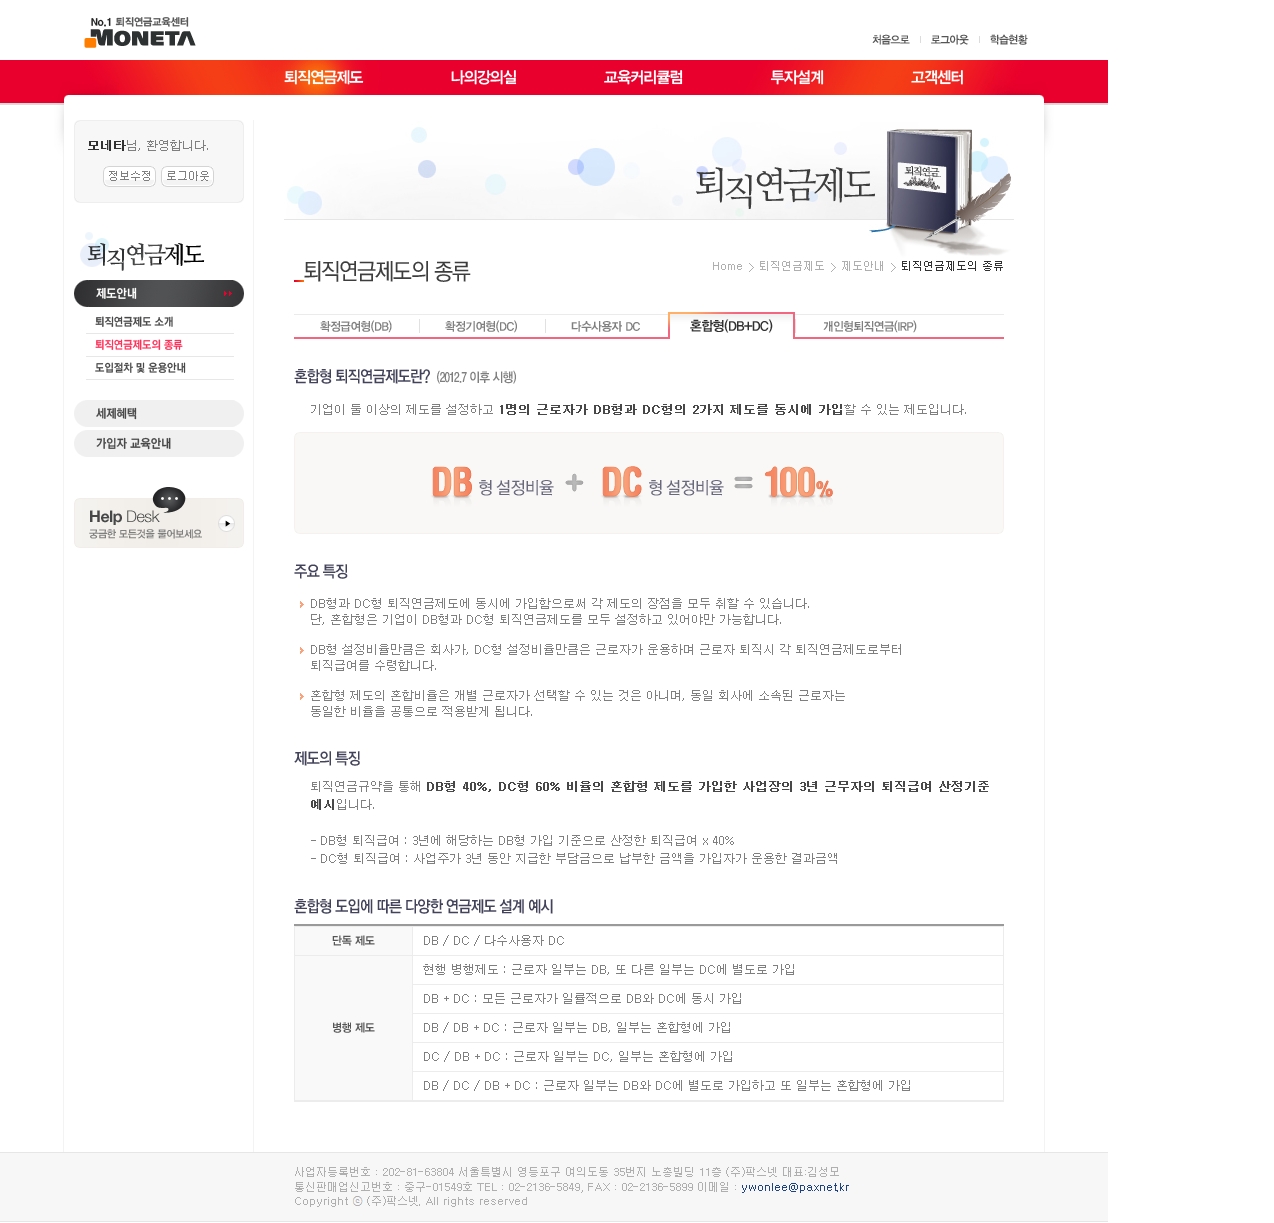 No.1 퇴직연금교육센터
MONETA
처음으로 로그아웃 학습현황
퇴직연금제도 나의강의실 교육커리큘럼 투자설계 고객센터
모네타님, 환영합니다.
정보수정 로그아웃
퇴직연금제도
퇴직연금
퇴직연금제도
제도안내
퇴직연금제도 소개
퇴직연금제도의 종류
도입절차 및 운용안내
세제혜택
가입자 교육안내
Help Desk
궁금한 모든것을 물어보세요
퇴직연금제도의 종류
Home > 퇴직연금제도 > 제도안내 > 퇴직연금제도의 종류
확정급여형(DB) 확정기여형(DC) 다수사용자 DC 혼합형(DB+DC) 개인형퇴직연금(IRP)
혼합형 퇴직연금제도란? (2012.7 이후 시행)
기업이 둘 이상의 제도를 설정하고 1명의 근로자가 DB형과 DC형의 2가지 제도를 동시에 가입할 수 있는 제도입니다.
DB 형 설정비율 + DC 형 설정비율 = 100%
주요 특징
DB형과 DC형 퇴직연금제도에 동시에 가입함으로써 각 제도의 장점을 모두 취할 수 있습니다.
단, 혼합형은 기업이 DB형과 DC형 퇴직연금제도를 모두 설정하고 있어야만 가능합니다.
DB형 설정비율만큼은 회사가, DC형 설정비율만큼은 근로자가 운용하며 근로자 퇴직시 각 퇴직연금제도로부터
퇴직급여를 수령합니다.
혼합형 제도의 혼합비율은 개별 근로자가 선택할 수 있는 것은 아니며, 동일 회사에 소속된 근로자는
동일한 비율을 공통으로 적용받게 됩니다.
제도의 특징
퇴직연금규약을 통해 DB형 40%, DC형 60% 비율의 혼합형 제도를 가입한 사업장의 3년 근무자의 퇴직급여 산정기준
예시입니다.
- DB형 퇴직급여 : 3년에 해당하는 DB형 가입 기준으로 산정한 퇴직급여 x 40%
- DC형 퇴직급여 : 사업주가 3년 동안 지급한 부담금으로 납부한 금액을 가입자가 운용한 결과금액
혼합형 도입에 따른 다양한 연금제도 설계 예시
단독 제도 DB / DC / 다수사용자 DC
현행 병행제도 : 근로자 일부는 DB, 또 다른 일부는 DC에 별도로 가입
DB + DC : 모든 근로자가 일률적으로 DB와 DC에 동시 가입
병행 제도 DB / DB + DC : 근로자 일부는 DB, 일부는 혼합형에 가입
DC / DB + DC : 근로자 일부는 DC, 일부는 혼합형에 가입
DB / DC / DB + DC : 근로자 일부는 DB와 DC에 별도로 가입하고 또 일부는 혼합형에 가입
사업자등록번호 : 202-81-63804 서울특별시 영등포구 여의도동 35번지 노총빌딩 11층 (주)팍스넷 대표:김성모
통신판매업신고번호 : 중구-01549호 TEL : 02-2136-5849, FAX : 02-2136-5899 이메일 : ywonlee@paxnet.kr
Copyright ⓒ (주)팍스넷, All rights reserved